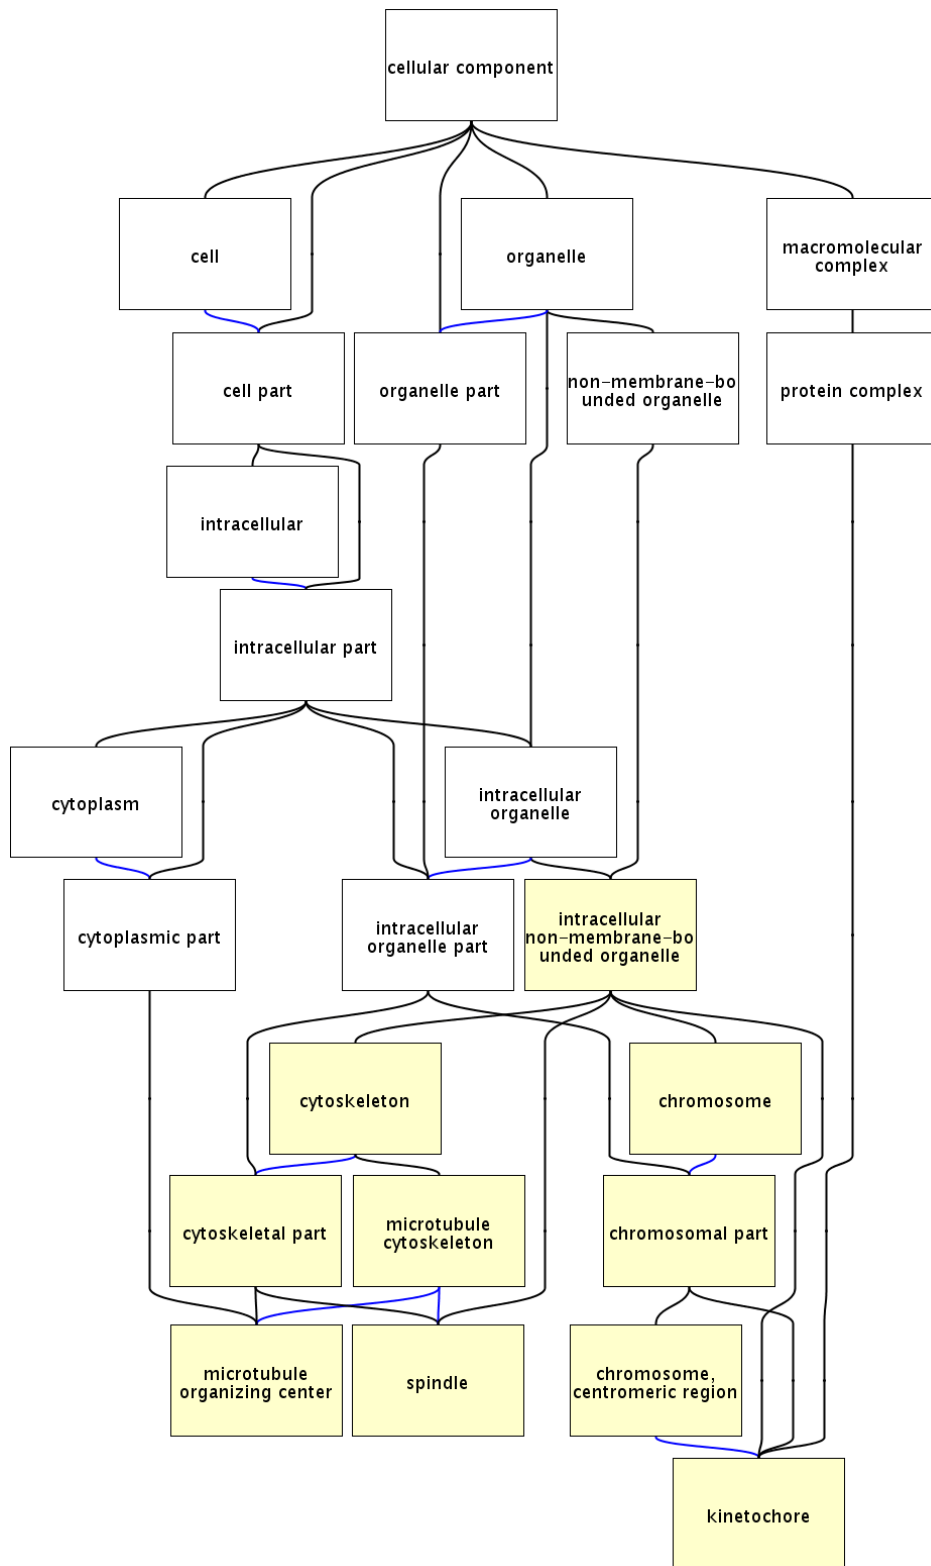 cellular component
cell
organelle
macromolecular
complex
cell part
organelle part
non-membrane-bo
unded organelle
protein complex
intracellular
intracellular part
cytoplasm
intracellular
organelle
cytoplasmic part
intracellular
organelle part
intracellular
non-membrane-bo
unded organelle
cytoskeleton
chromosome
cytoskeletal part
microtubule
cytoskeleton
chromosomal part
microtubule
organizing center
spindle
chromosome,
centromeric region
kinetochore